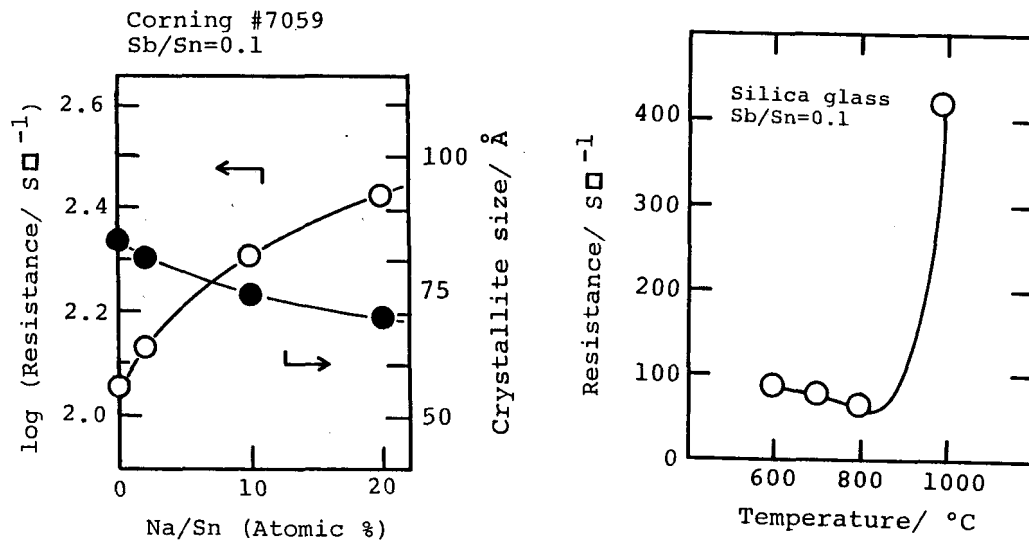 Corning #7059
Sb/Sn=0.1
log (Resistance/ S□⁻¹)
2.6
2.4
2.2
2.0
100
75
50
Crystallite size/ Å
0 10 20
Na/Sn (Atomic %)
Silica glass
Sb/Sn=0.1
Resistance/ S□⁻¹
400
300
200
100
0
600 800 1000
Temperature/ °C